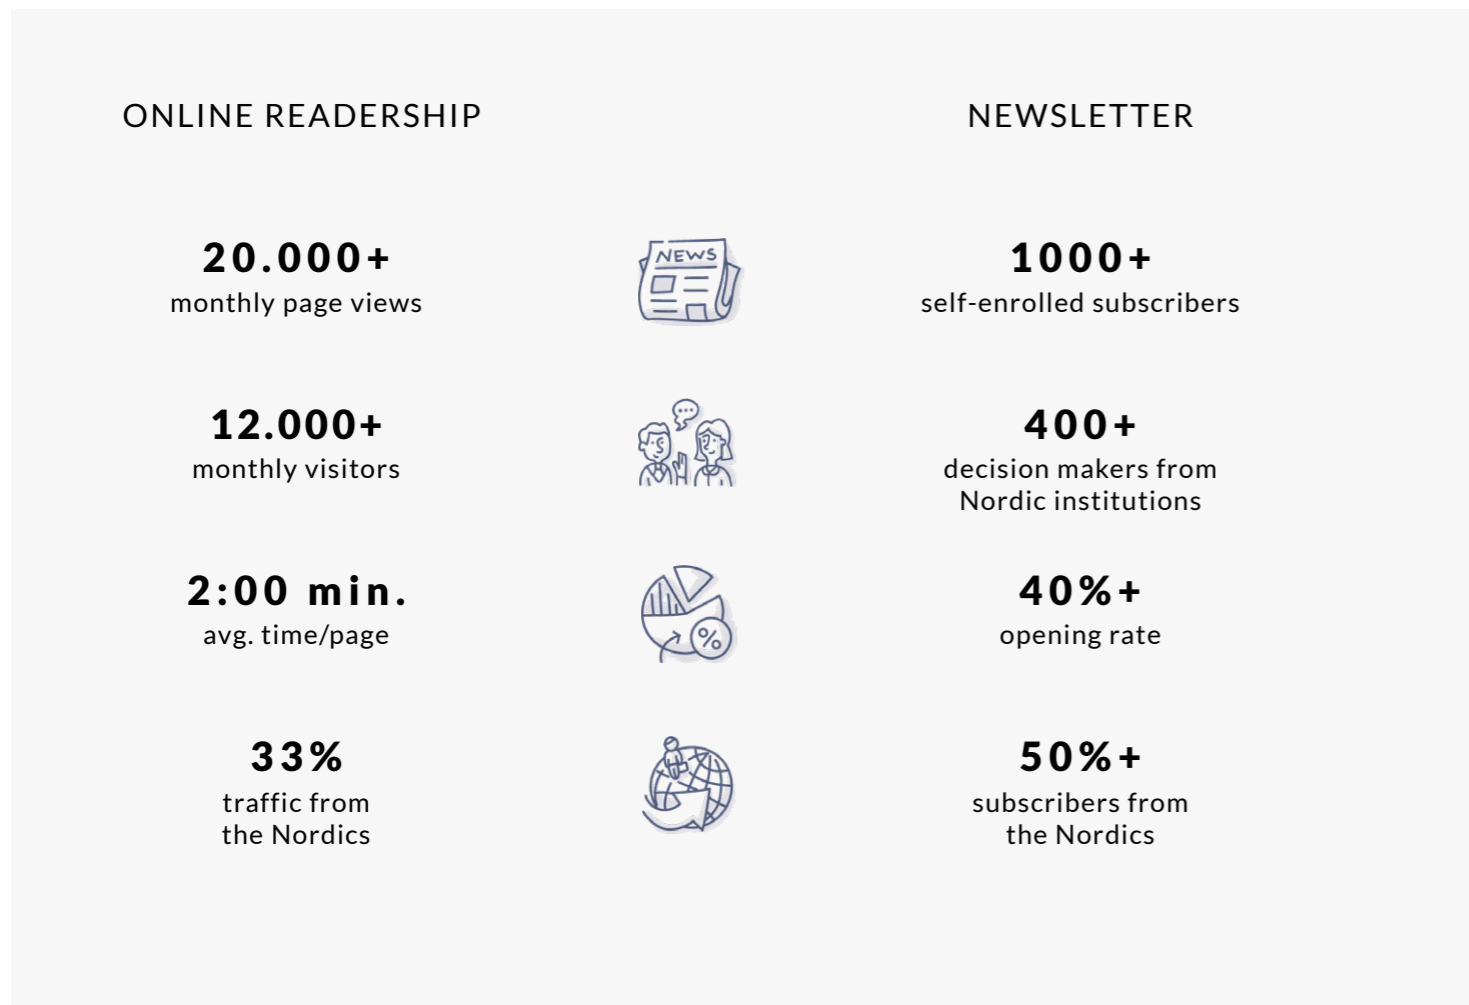 ONLINE READERSHIP
NEWSLETTER
20.000+
monthly page views
NEWS
1000+
self-enrolled subscribers
12.000+
monthly visitors
400+
decision makers from
Nordic institutions
2:00 min.
avg. time/page
%
40%+
opening rate
33%
traffic from
the Nordics
50%+
subscribers from
the Nordics